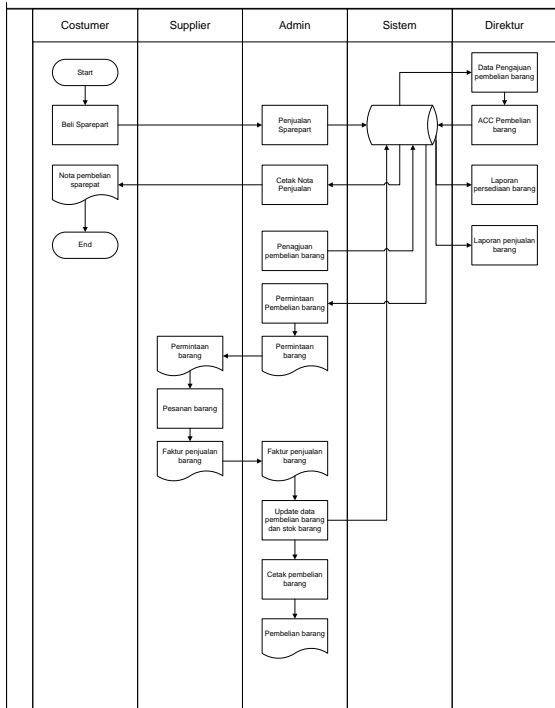 Costumer
Supplier
Admin
Sistem
Direktur
Start
Data Pengajuan
pembelian barang
Beli Sparepart
Penjualan
Sparepart
ACC Pembelian
barang
Nota pembelian
sparepat
Cetak Nota
Penjualan
Laporan
persediaan barang
End
Penagjuan
pembelian barang
Laporan penjualan
barang
Permintaan
Pembelian barang
Permintaan
barang
Permintaan
barang
Pesanan barang
Faktur penjualan
barang
Faktur penjualan
barang
Update data
pembelian barang
dan stok barang
Cetak pembelian
barang
Pembelian barang